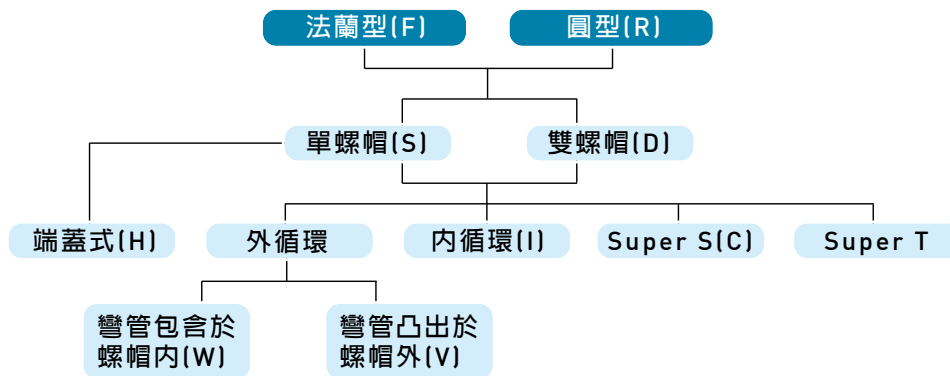 法蘭型(F)
圓型(R)
單螺帽(S)
雙螺帽(D)
端蓋式(H)
外循環
內循環(I)
Super S(C)
Super T
彎管包含於
螺帽內(W)
彎管凸出於
螺帽外(V)